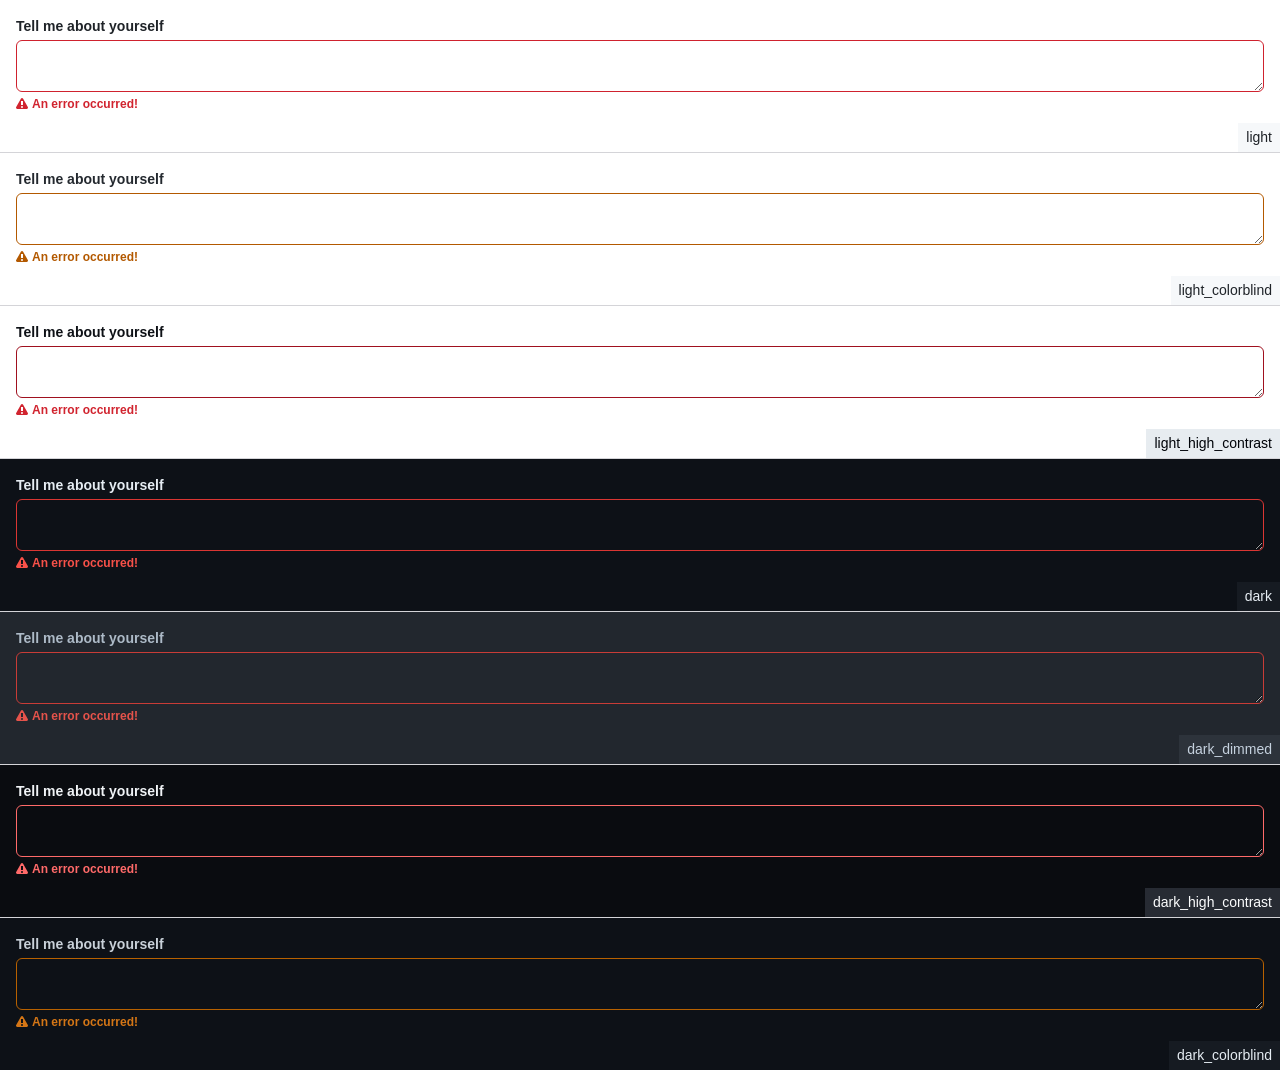 Tell me about yourself
An error occurred!
light
Tell me about yourself
An error occurred!
light_colorblind
Tell me about yourself
An error occurred!
light_high_contrast
Tell me about yourself
An error occurred!
dark
Tell me about yourself
An error occurred!
dark_dimmed
Tell me about yourself
An error occurred!
dark_high_contrast
Tell me about yourself
An error occurred!
dark_colorblind